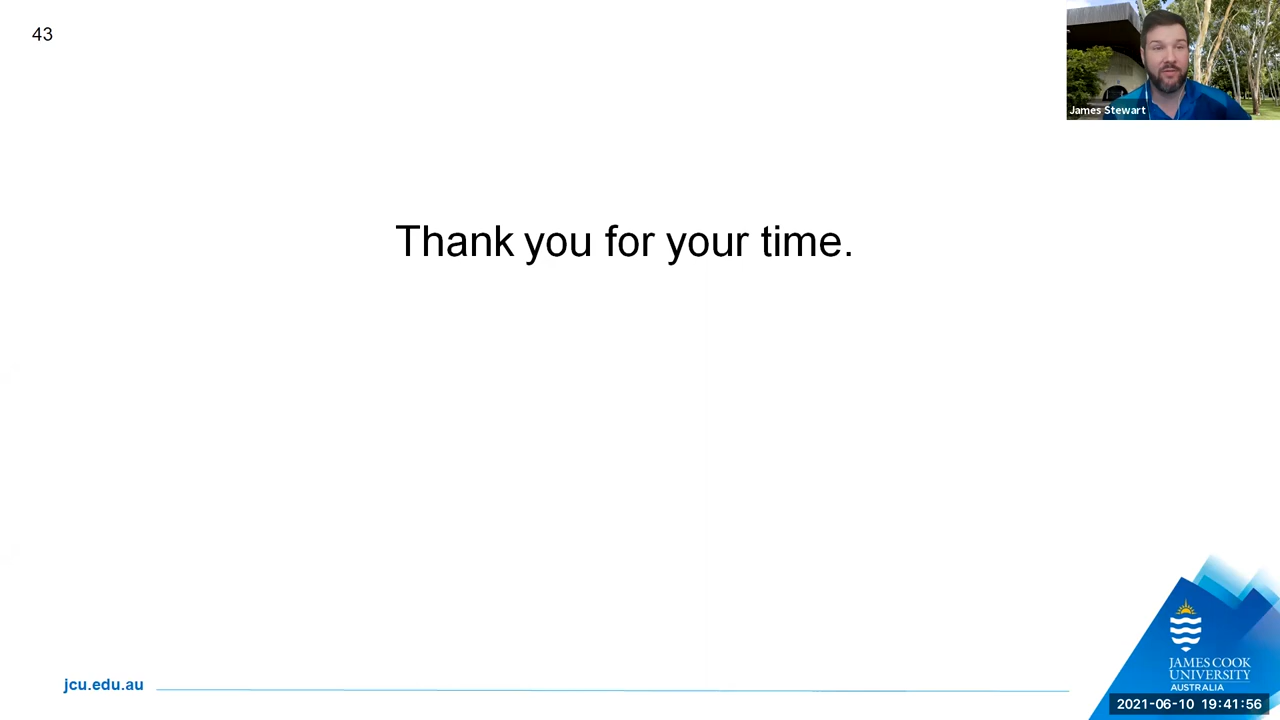 43
James Stewart
Thank you for your time.
jcu.edu.au
JAMES COOK
UNIVERSITY
AUSTRALIA
2021-06-10 19:41:56